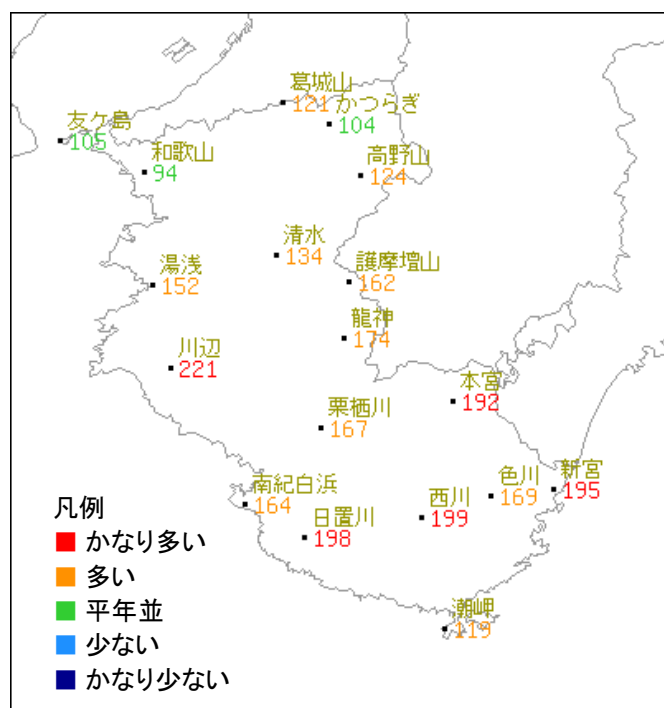 葛城山
121
かつらぎ
104
友ケ島
105
和歌山
94
高野山
124
清水
134
護摩壇山
162
湯浅
152
龍神
174
川辺
221
本宮
192
栗栖川
167
南紀白浜
164
日置川
198
西川
199
色川
169
新宮
195
潮岬
119
凡例
かなり多い
多い
平年並
少ない
かなり少ない